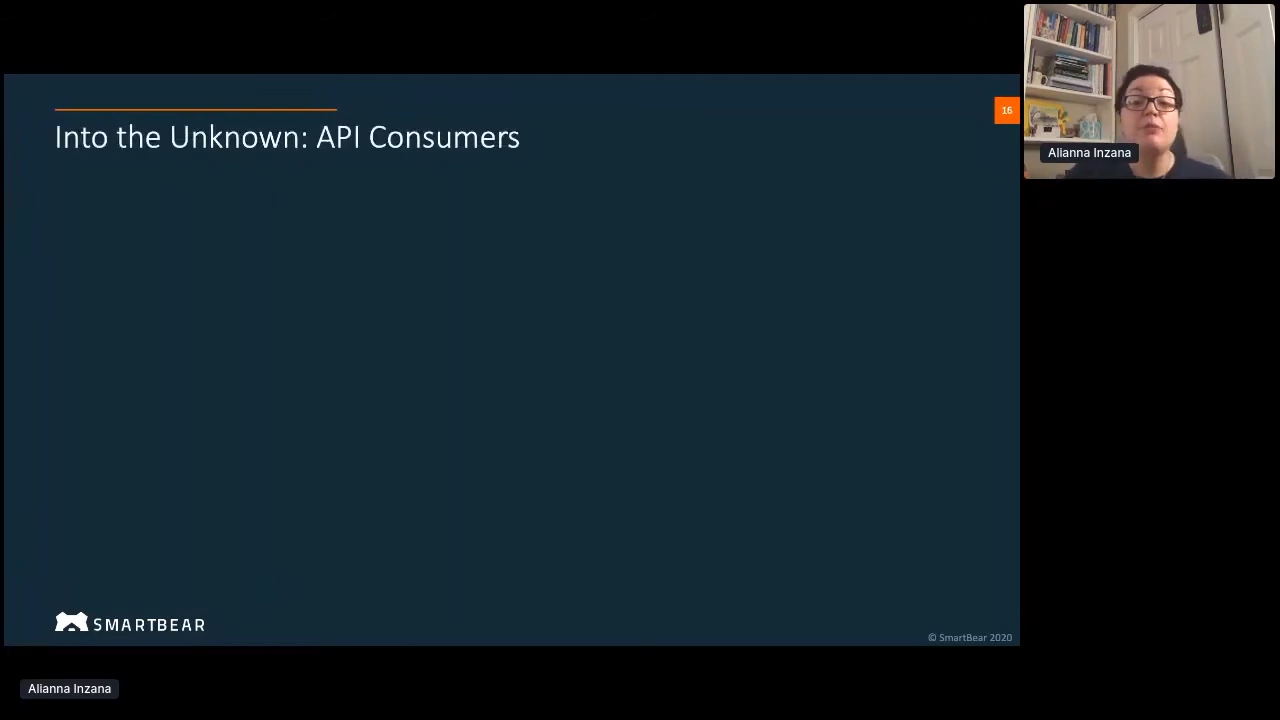 Into the Unknown: API Consumers
16
Alianna Inzana
SMARTBEAR
© SmartBear 2020
Alianna Inzana